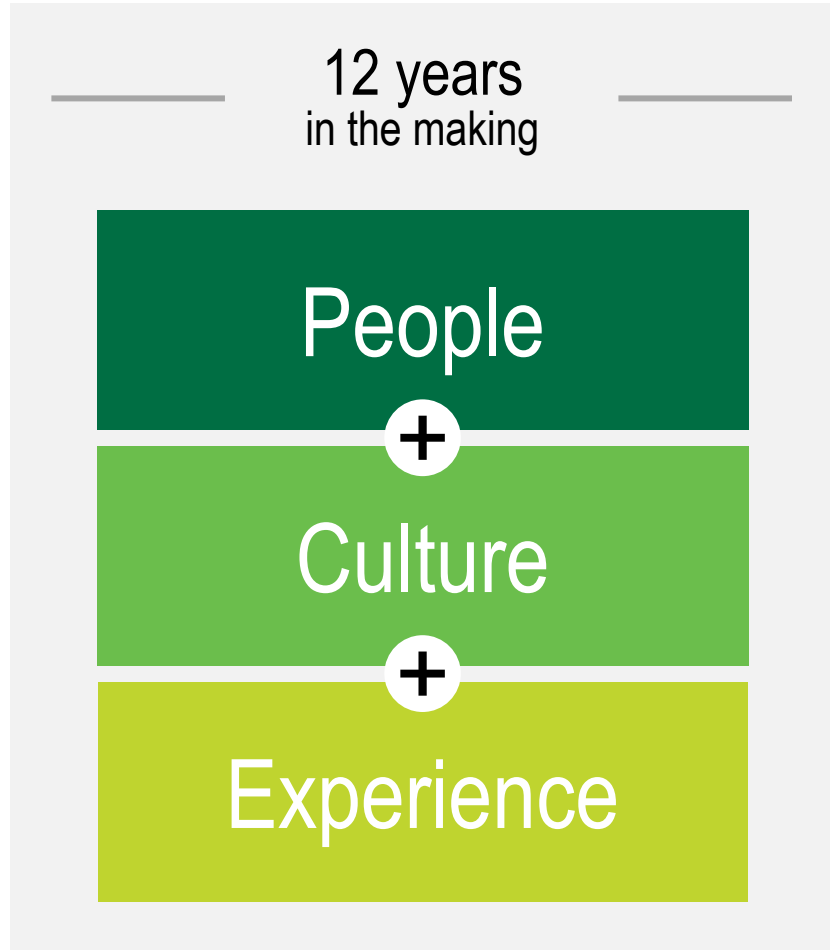 12 years
in the making
People
+
Culture
+
Experience